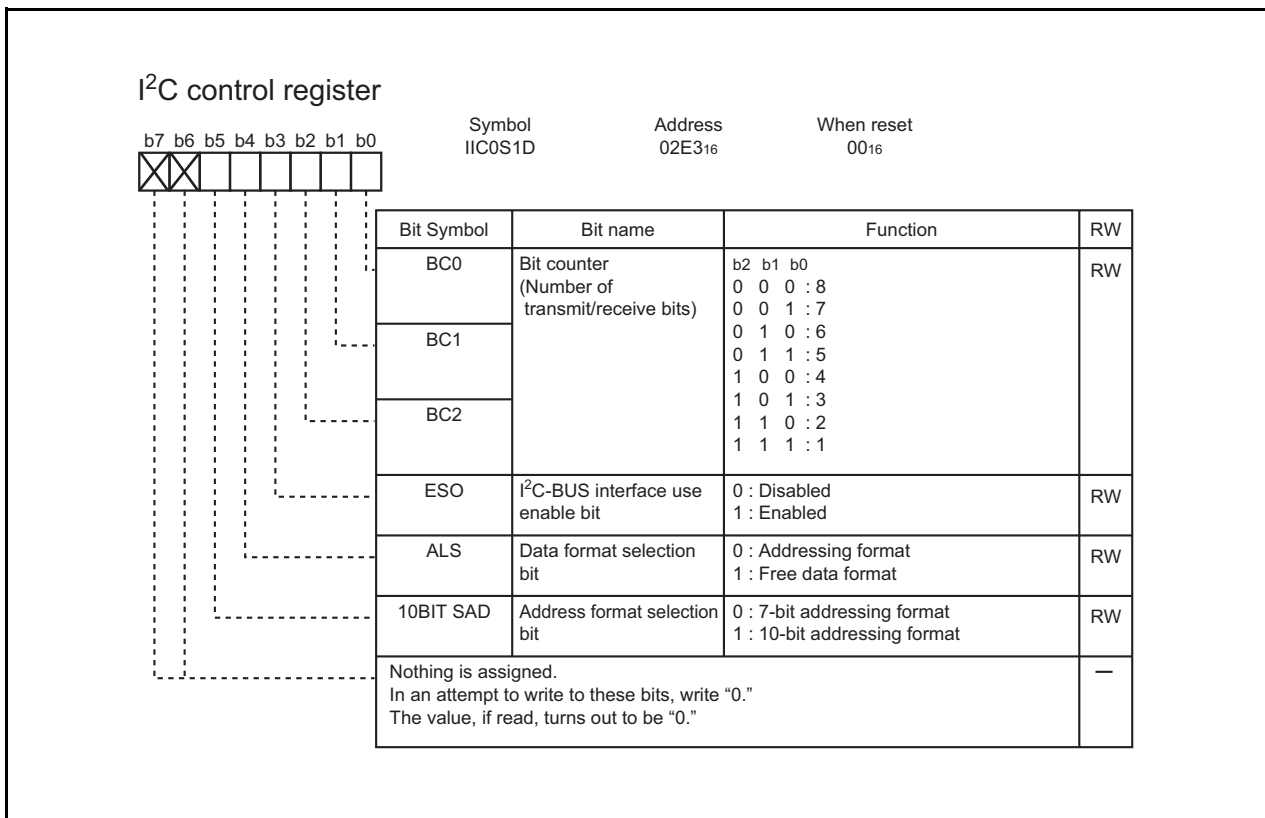 I²C control register
Symbol Address When reset
b7 b6 b5 b4 b3 b2 b1 b0
IIC0S1D 02E3₁₆ 00₁₆
Bit Symbol Bit name Function RW
BC0 Bit counter b2 b1 b0 RW
(Number of 0 0 0 : 8
transmit/receive bits) 0 0 1 : 7
0 1 0 : 6
BC1 0 1 1 : 5
1 0 0 : 4
1 0 1 : 3
BC2 1 1 0 : 2
1 1 1 : 1
ESO I²C-BUS interface use 0 : Disabled RW
enable bit 1 : Enabled
ALS Data format selection 0 : Addressing format RW
bit 1 : Free data format
10BIT SAD Address format selection 0 : 7-bit addressing format RW
bit 1 : 10-bit addressing format
Nothing is assigned. —
In an attempt to write to these bits, write “0.”
The value, if read, turns out to be “0.”